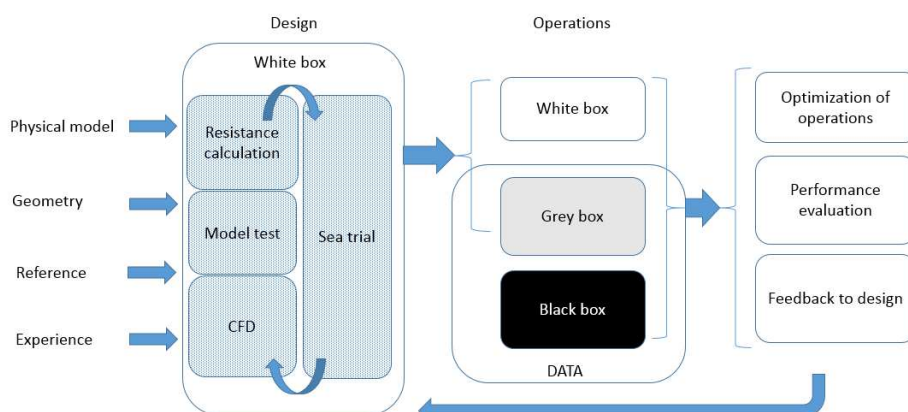 Design
Operations
White box
Physical model
Geometry
Reference
Experience
Resistance
calculation
Model test
CFD
Sea trial
White box
Grey box
Black box
DATA
Optimization of
operations
Performance
evaluation
Feedback to design